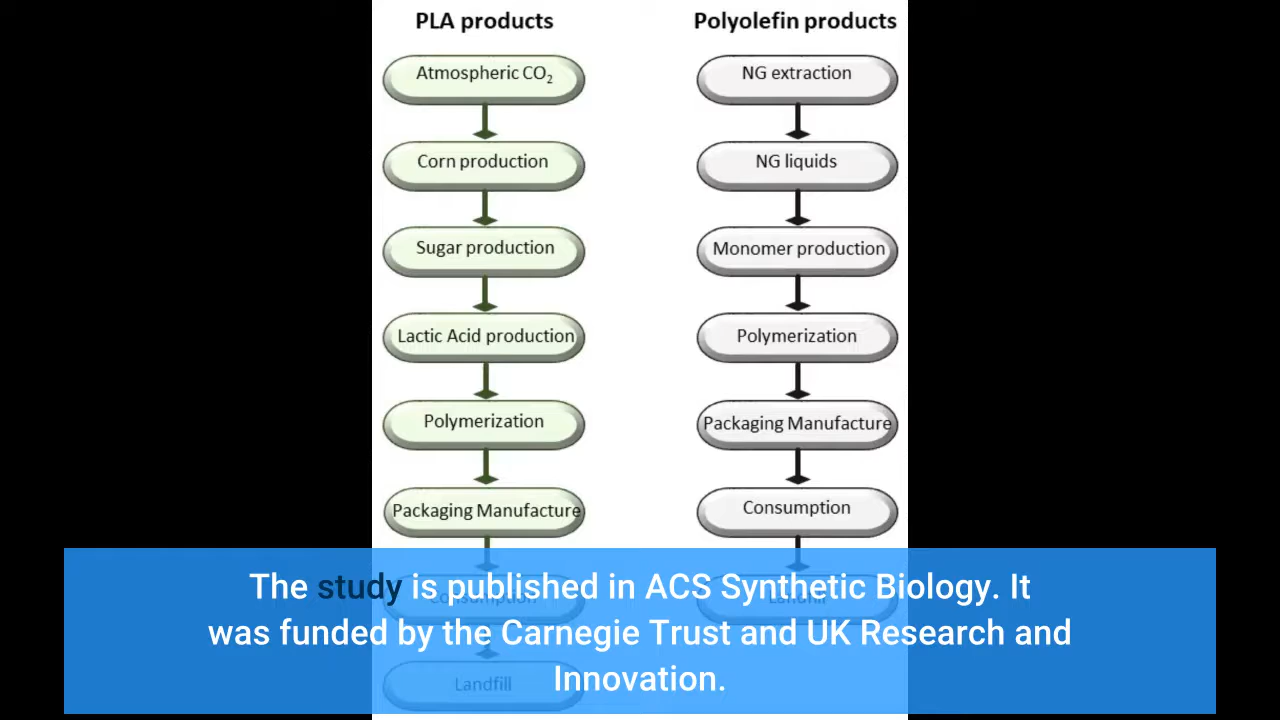 PLA products
Atmospheric CO₂
Corn production
Sugar production
Lactic Acid production
Polymerization
Packaging Manufacture
Consumption
Landfill
Polyolefin products
NG extraction
NG liquids
Monomer production
Polymerization
Packaging Manufacture
Consumption
Landfill
The study is published in ACS Synthetic Biology. It
was funded by the Carnegie Trust and UK Research and
Innovation.